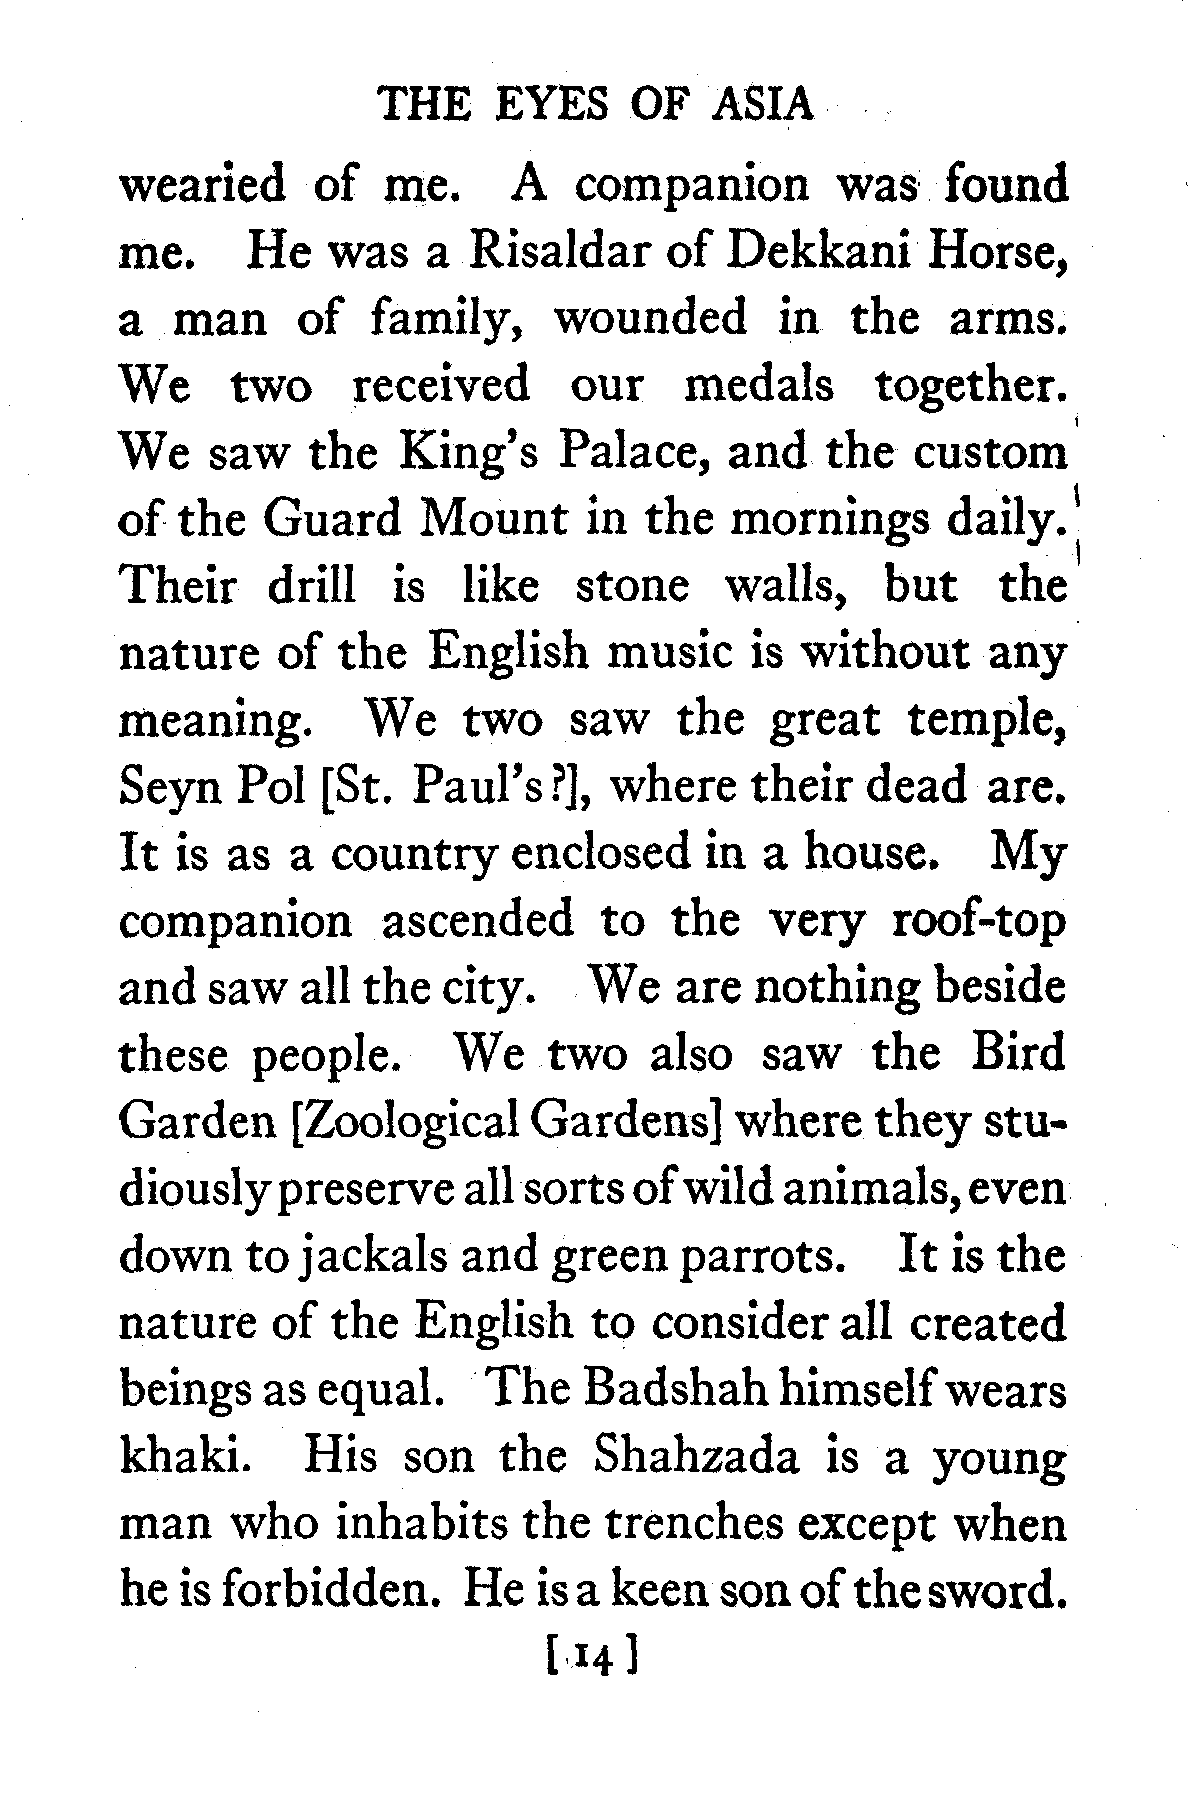 THE EYES OF ASIA
wearied of me. A companion was found
me. He was a Risaldar of Dekkani Horse,
a man of family, wounded in the arms.
We two received our medals together.
We saw the King's Palace, and the custom
of the Guard Mount in the mornings daily.
Their drill is like stone walls, but the
nature of the English music is without any
meaning. We two saw the great temple,
Seyn Pol [St. Paul's?], where their dead are.
It is as a country enclosed in a house. My
companion ascended to the very roof-top
and saw all the city. We are nothing beside
these people. We two also saw the Bird
Garden [Zoological Gardens] where they stu-
diously preserve all sorts of wild animals, even
down to jackals and green parrots. It is the
nature of the English to consider all created
beings as equal. The Badshah himself wears
khaki. His son the Shahzada is a young
man who inhabits the trenches except when
he is forbidden. He is a keen son of the sword.
[14]